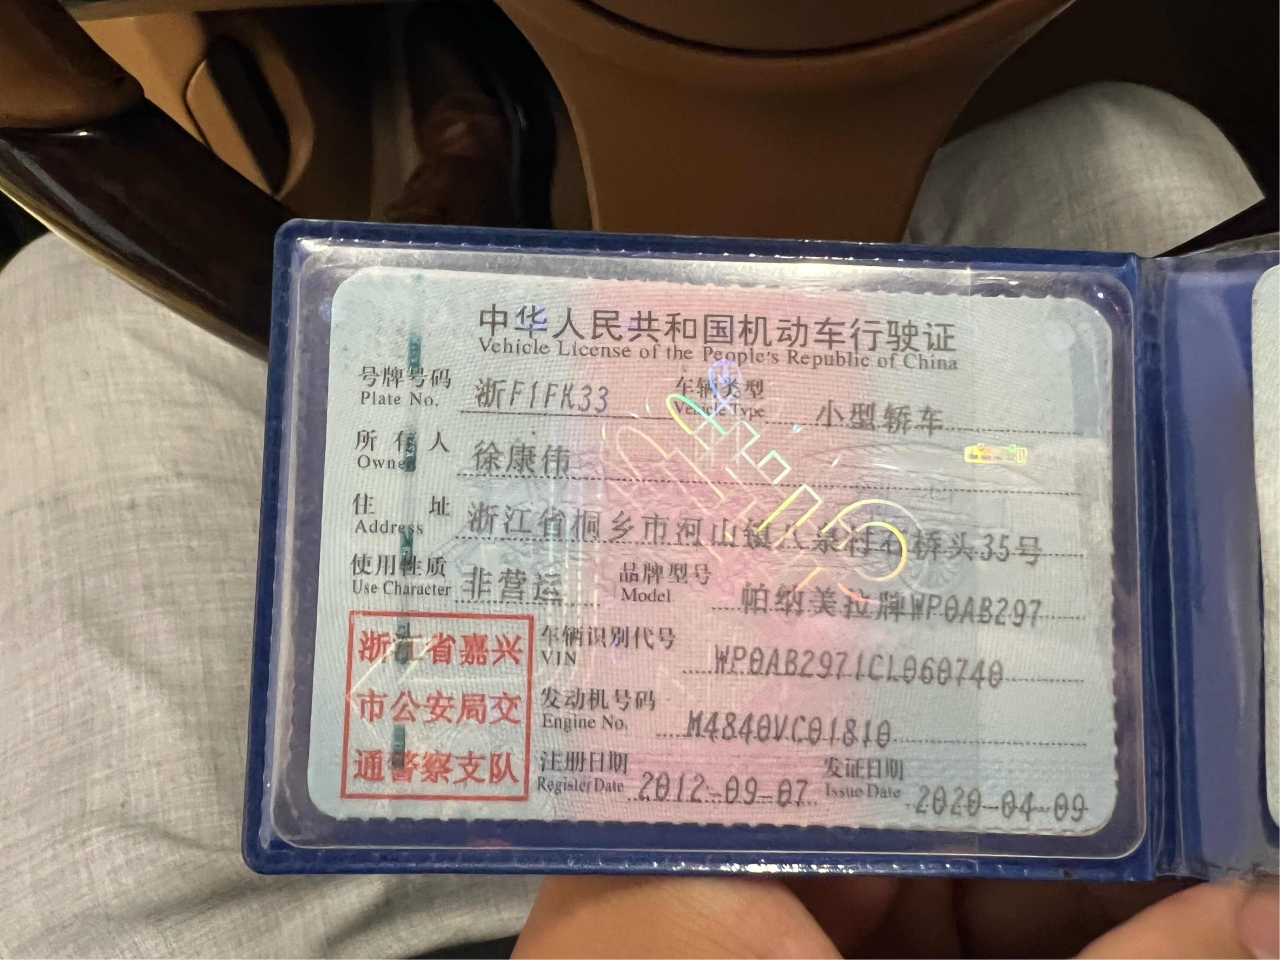 中华人民共和国机动车行驶证
Vehicle License of the People's Republic of China
号牌号码 浙F1FK33 车辆类型 小型轿车
Plate No. Vehicle Type
所有人 徐康伟
Owner
住址 浙江省桐乡市河山镇八泉村石桥头35号
Address
使用性质 非营运 品牌型号 帕纳美拉牌WP0AB297
Use Character Model
浙江省嘉兴
市公安局交
通警察支队
车辆识别代号 WP0AB2971CL060740
VIN
发动机号码 M4840VC01810
Engine No.
注册日期 2012-09-07 发证日期 2020-04-09
Register Date Issue Date